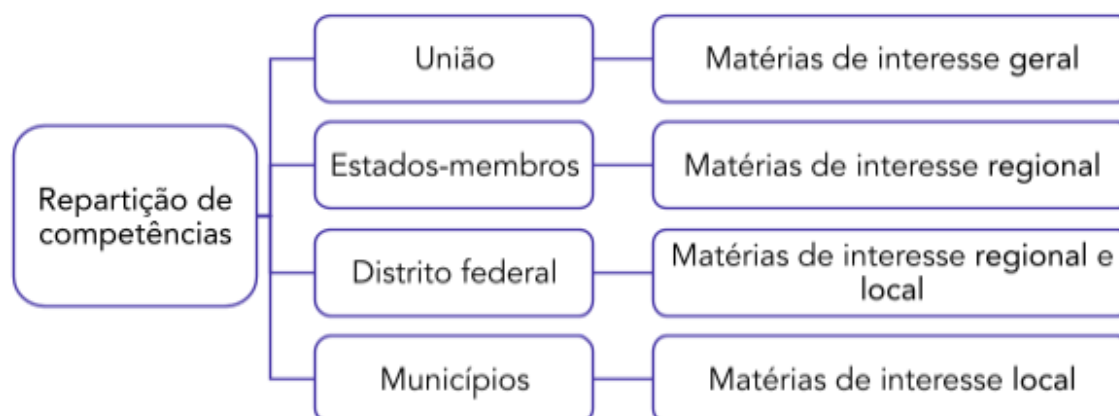 Repartição de
competências
União
Matérias de interesse geral
Estados-membros
Matérias de interesse regional
Distrito federal
Matérias de interesse regional e
local
Municípios
Matérias de interesse local